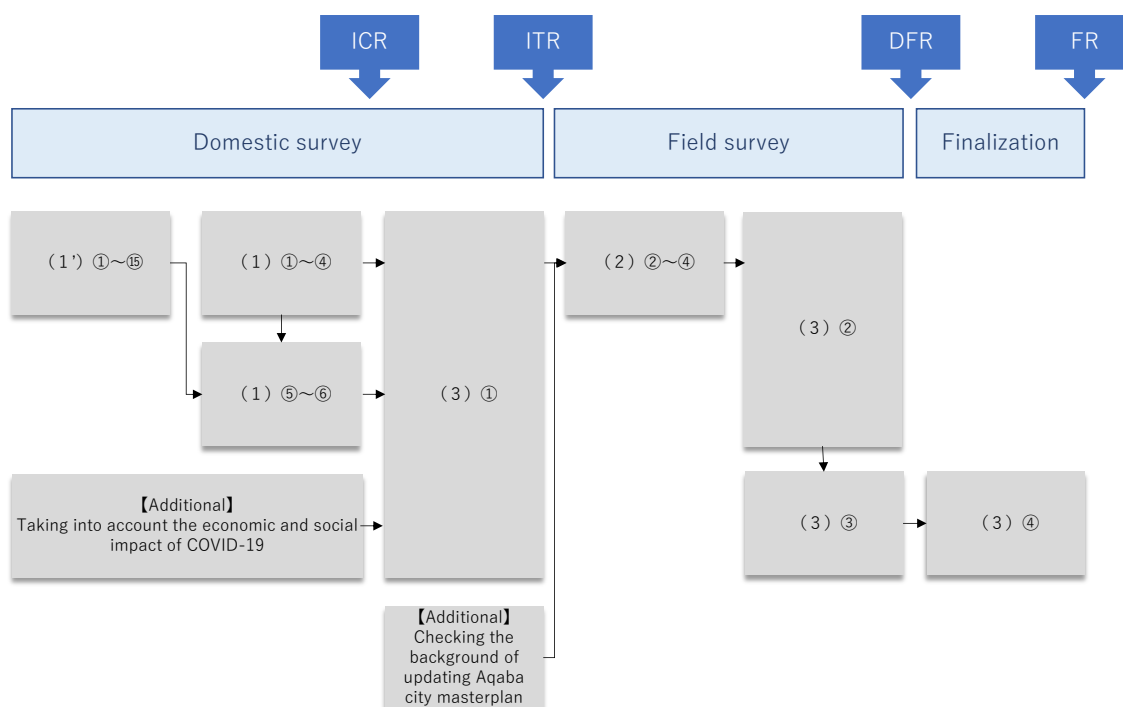 ICR
ITR
DFR
FR
Domestic survey
Field survey
Finalization
(1') ①～⑮
(1) ①～④
(2) ②～④
(3) ②
(1) ⑤～⑥
(3) ①
【Additional】
Taking into account the economic and social
impact of COVID-19
(3) ③
(3) ④
【Additional】
Checking the
background of
updating Aqaba
city masterplan